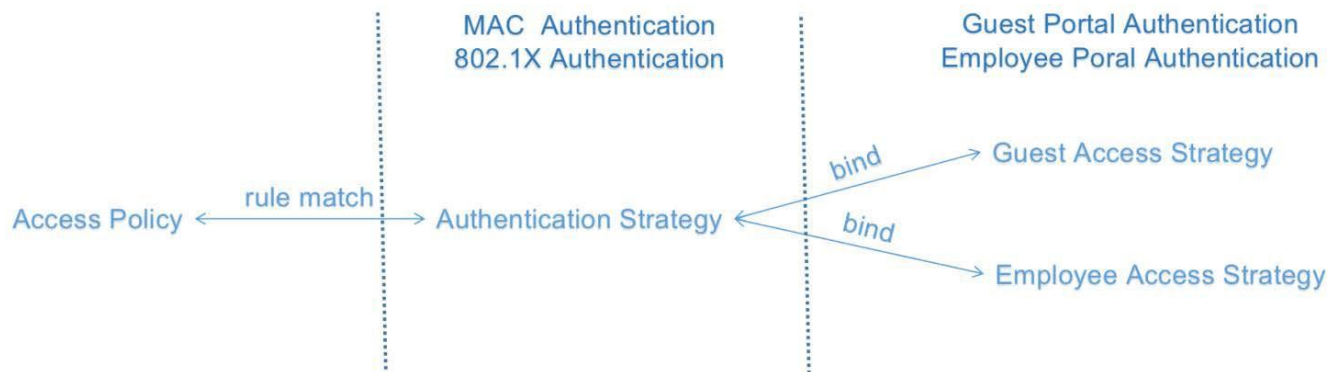 MAC Authentication
802.1X Authentication
Guest Portal Authentication
Employee Poral Authentication
bind
Guest Access Strategy
rule match
Access Policy
Authentication Strategy
bind
Employee Access Strategy